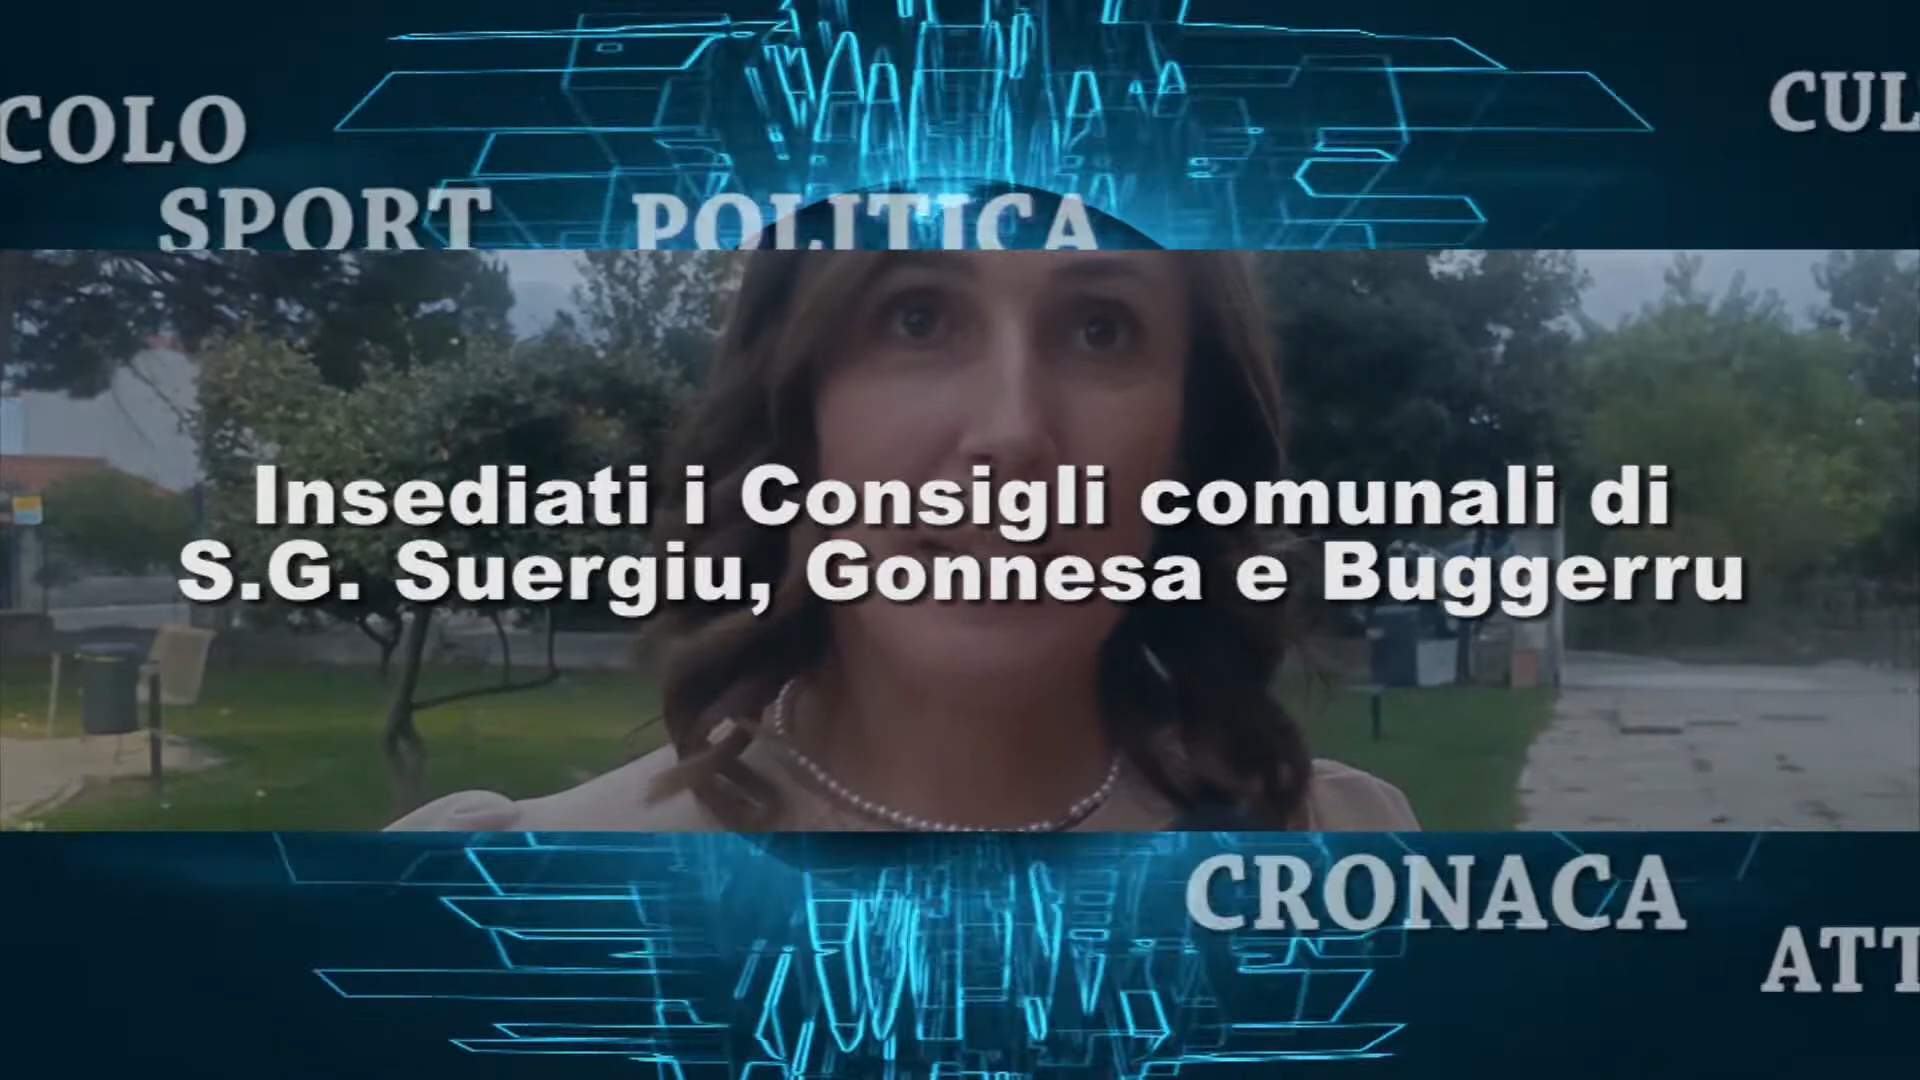 COLO
CUL
SPORT
POLITICA
Insediati i Consigli comunali di
S.G. Suergiu, Gonnesa e Buggerru
CRONACA
ATT